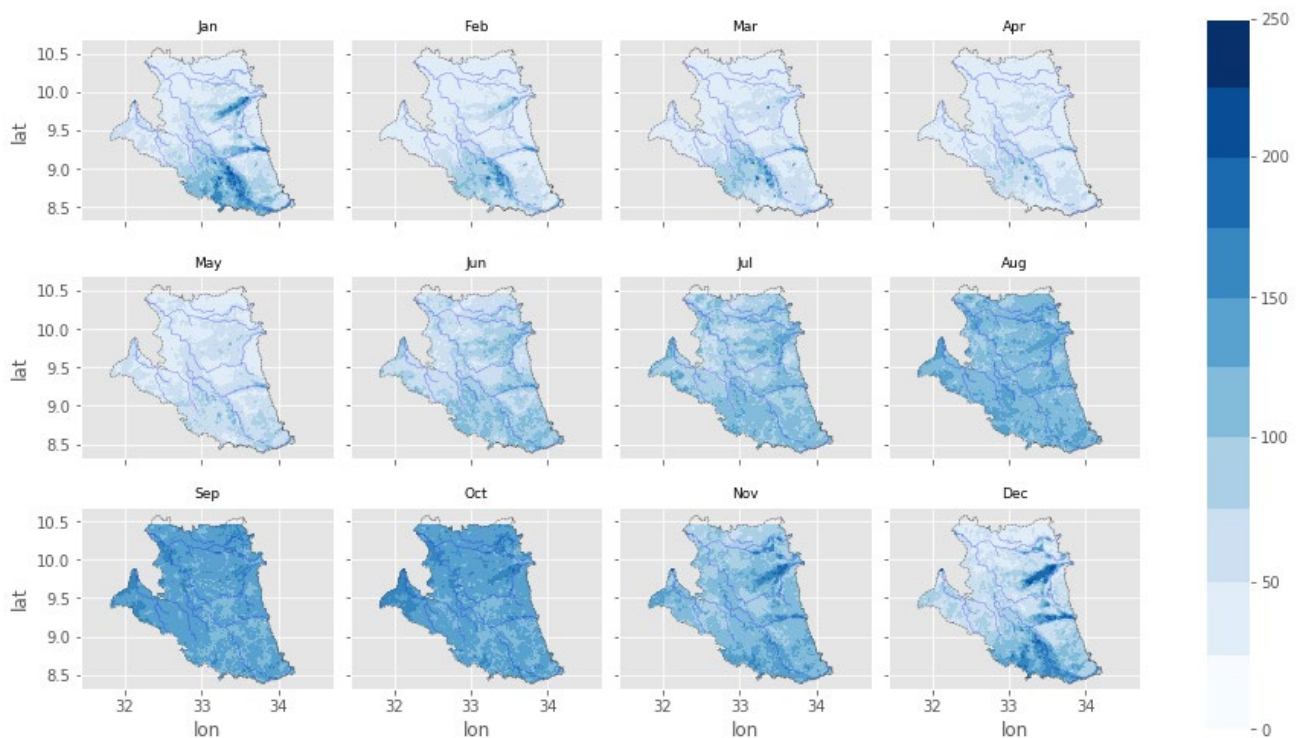 Jan Feb Mar Apr
250
10.5
10.0
lat
9.5
9.0
8.5
200
May Jun Jul Aug
10.5
10.0
lat
9.5
9.0
8.5
150
100
Sep Oct Nov Dec
10.5
10.0
lat
9.5
9.0
8.5
50
0
32 33 34 32 33 34 32 33 34 32 33 34
lon lon lon lon